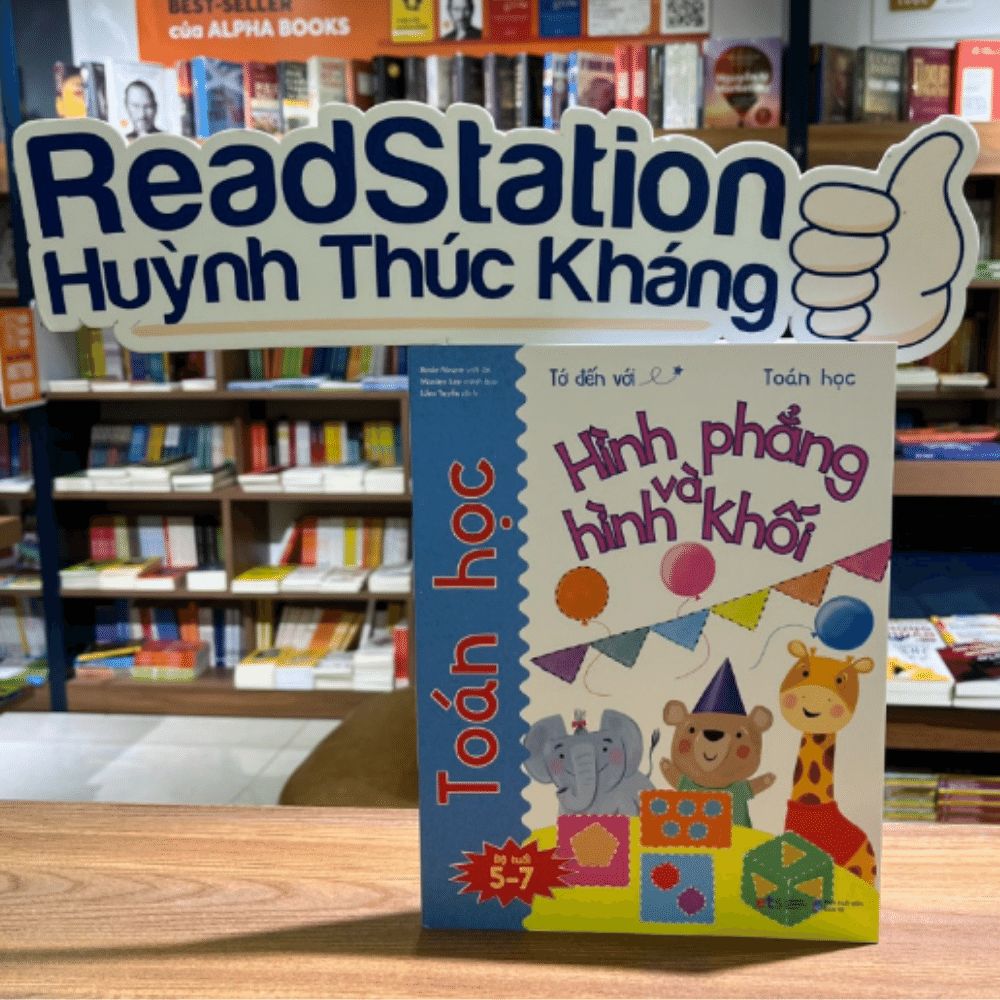 BEST-SELLER
của ALPHA BOOKS
ReadStation
Huỳnh Thúc Kháng
Tớ đến với
Toán học
Hình phẳng
và
hình khối
Toán học
Độ tuổi
5-7